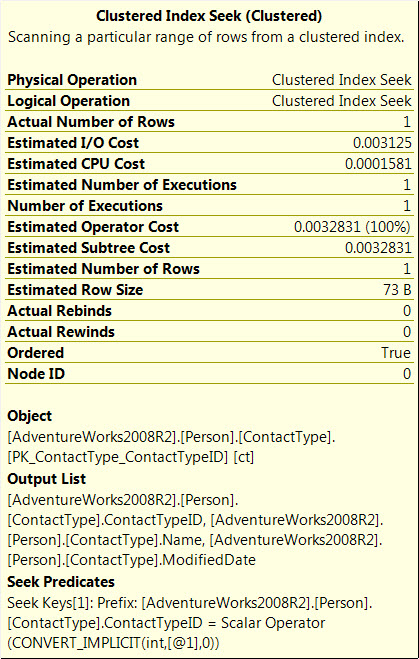 Clustered Index Seek (Clustered)
Scanning a particular range of rows from a clustered index.
Physical Operation Clustered Index Seek
Logical Operation Clustered Index Seek
Actual Number of Rows 1
Estimated I/O Cost 0.003125
Estimated CPU Cost 0.0001581
Estimated Number of Executions 1
Number of Executions 1
Estimated Operator Cost 0.0032831 (100%)
Estimated Subtree Cost 0.0032831
Estimated Number of Rows 1
Estimated Row Size 73 B
Actual Rebinds 0
Actual Rewinds 0
Ordered True
Node ID 0
Object
[AdventureWorks2008R2].[Person].[ContactType].
[PK_ContactType_ContactTypeID] [ct]
Output List
[AdventureWorks2008R2].[Person].
[ContactType].ContactTypeID, [AdventureWorks2008R2].
[Person].[ContactType].Name, [AdventureWorks2008R2].
[Person].[ContactType].ModifiedDate
Seek Predicates
Seek Keys[1]: Prefix: [AdventureWorks2008R2].[Person].
[ContactType].ContactTypeID = Scalar Operator
(CONVERT_IMPLICIT(int,[@1],0))